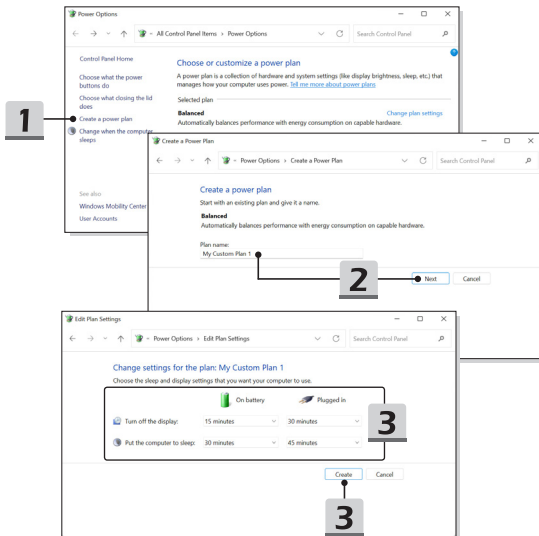 Power Options
All Control Panel Items > Power Options
Search Control Panel
Control Panel Home
Choose what the power
buttons do
Choose what closing the lid
does
Create a power plan
Change when the computer
sleeps
See also
Windows Mobility Center
User Accounts
Choose or customize a power plan
A power plan is a collection of hardware and system settings (like display brightness, sleep, etc.) that
manages how your computer uses power. Tell me more about power plans
Selected plan
Balanced
Change plan settings
Automatically balances performance with energy consumption on capable hardware.
1
Create a Power Plan
Power Options > Create a Power Plan
Search Control Panel
Create a power plan
Start with an existing plan and give it a name.
Balanced
Automatically balances performance with energy consumption on capable hardware.
Plan name:
My Custom Plan 1
2
Next
Cancel
Edit Plan Settings
Power Options > Edit Plan Settings
Search Control Panel
Change settings for the plan: My Custom Plan 1
Choose the sleep and display settings that you want your computer to use.
On battery
Plugged in
Turn off the display: 15 minutes 30 minutes
Put the computer to sleep: 30 minutes 45 minutes
3
Create
Cancel
3